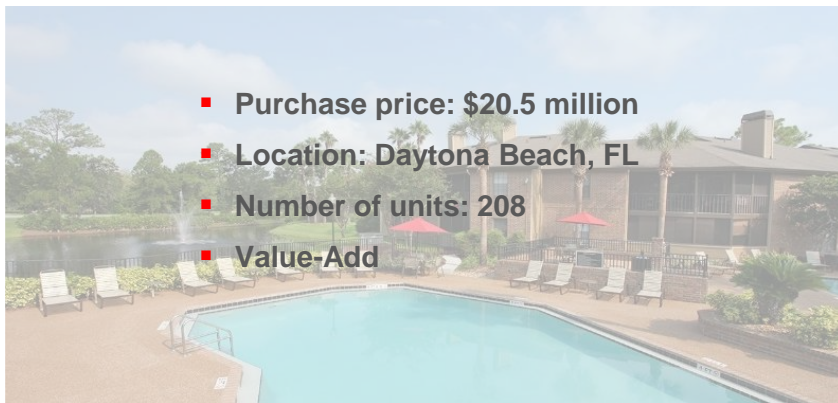 ▪ Purchase price: $20.5 million
▪ Location: Daytona Beach, FL
▪ Number of units: 208
▪ Value-Add